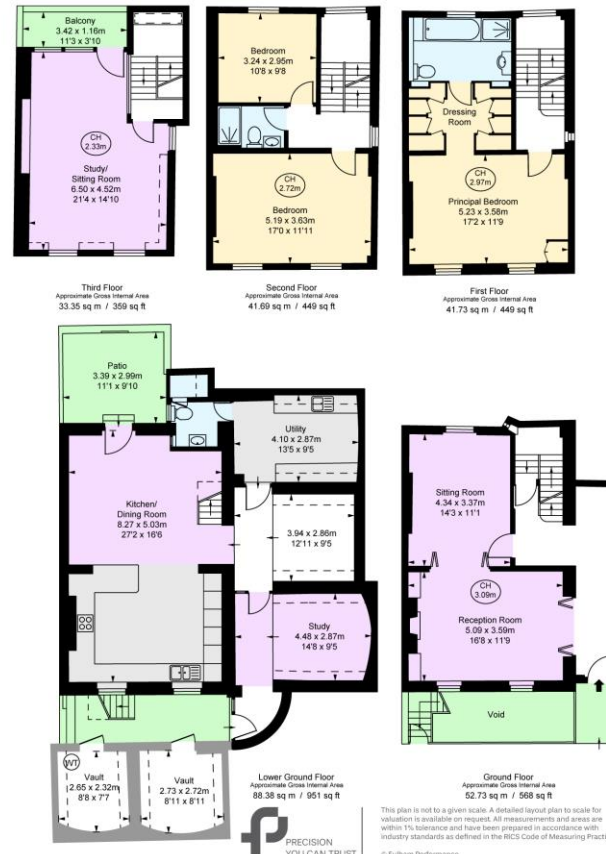 Balcony
3.42 x 1.16m
11'3 x 3'10
CH
2.33m
Study/
Sitting Room
6.50 x 4.52m
21'4 x 14'10
Third Floor
Approximate Gross Internal Area
33.35 sq m / 359 sq ft
Bedroom
3.24 x 2.95m
10'8 x 9'8
CH
2.72m
Bedroom
5.19 x 3.63m
17'0 x 11'11
Second Floor
Approximate Gross Internal Area
41.69 sq m / 449 sq ft
Dressing
Room
CH
2.97m
Principal Bedroom
5.23 x 3.58m
17'2 x 11'9
First Floor
Approximate Gross Internal Area
41.73 sq m / 449 sq ft
Patio
3.39 x 2.99m
11'1 x 9'10
Utility
4.10 x 2.87m
13'5 x 9'5
Kitchen/
Dining Room
8.27 x 5.03m
27'2 x 16'6
3.94 x 2.86m
12'11 x 9'5
Study
4.48 x 2.87m
14'8 x 9'5
WT
Vault
2.65 x 2.32m
8'8 x 7'7
Vault
2.73 x 2.72m
8'11 x 8'11
Lower Ground Floor
Approximate Gross Internal Area
88.38 sq m / 951 sq ft
Sitting Room
4.34 x 3.37m
14'3 x 11'1
CH
3.09m
Reception Room
5.09 x 3.59m
16'8 x 11'9
Void
Ground Floor
Approximate Gross Internal Area
52.73 sq m / 568 sq ft
PRECISION
YOU CAN TRUST
This plan is not to a given scale. A detailed layout plan to scale for
valuation is available on request. All measurements and areas are
within 1% tolerance and have been prepared in accordance with
industry standards as defined in the RICS Code of Measuring Practi
© Fulham Performance